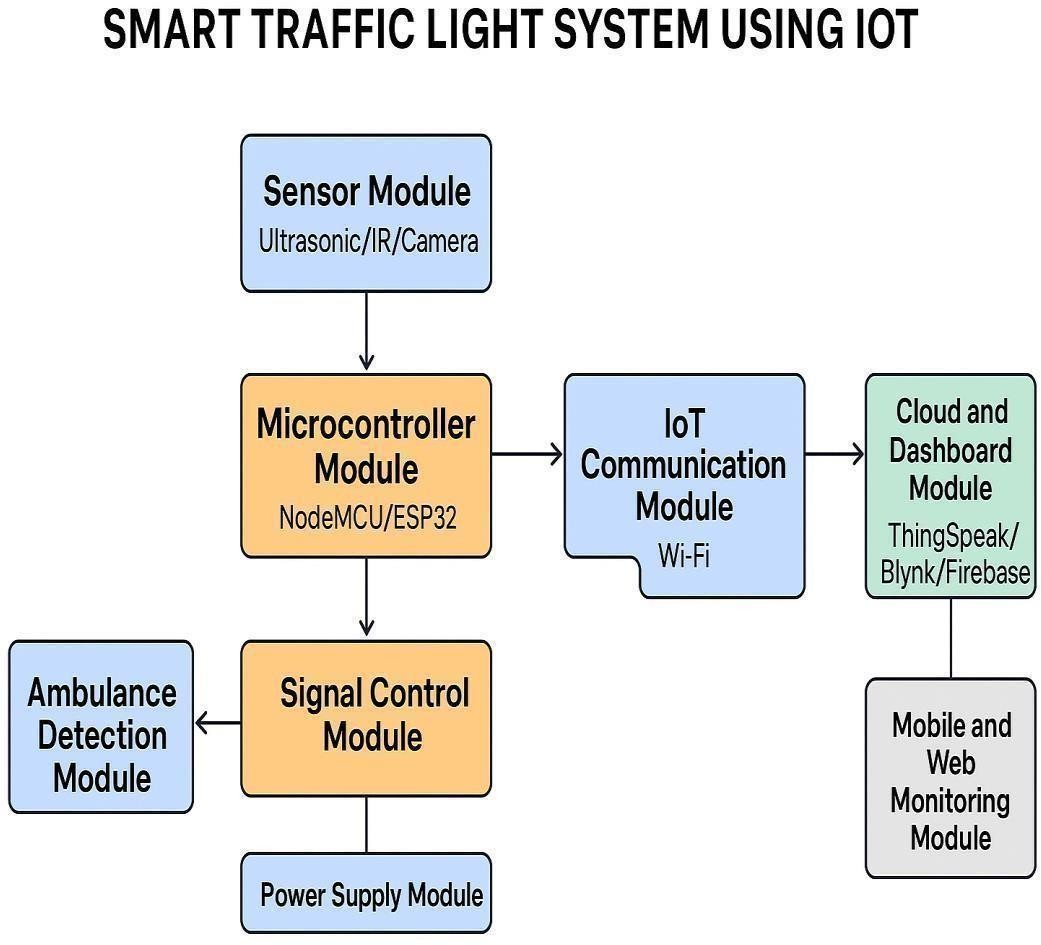 SMART TRAFFIC LIGHT SYSTEM USING IOT
Sensor Module
Ultrasonic/IR/Camera
Microcontroller
Module
NodeMCU/ESP32
IoT
Communication
Module
Wi-Fi
Cloud and
Dashboard
Module
ThingSpeak/
Blynk/Firebase
Ambulance
Detection
Module
Signal Control
Module
Mobile and
Web
Monitoring
Module
Power Supply Module